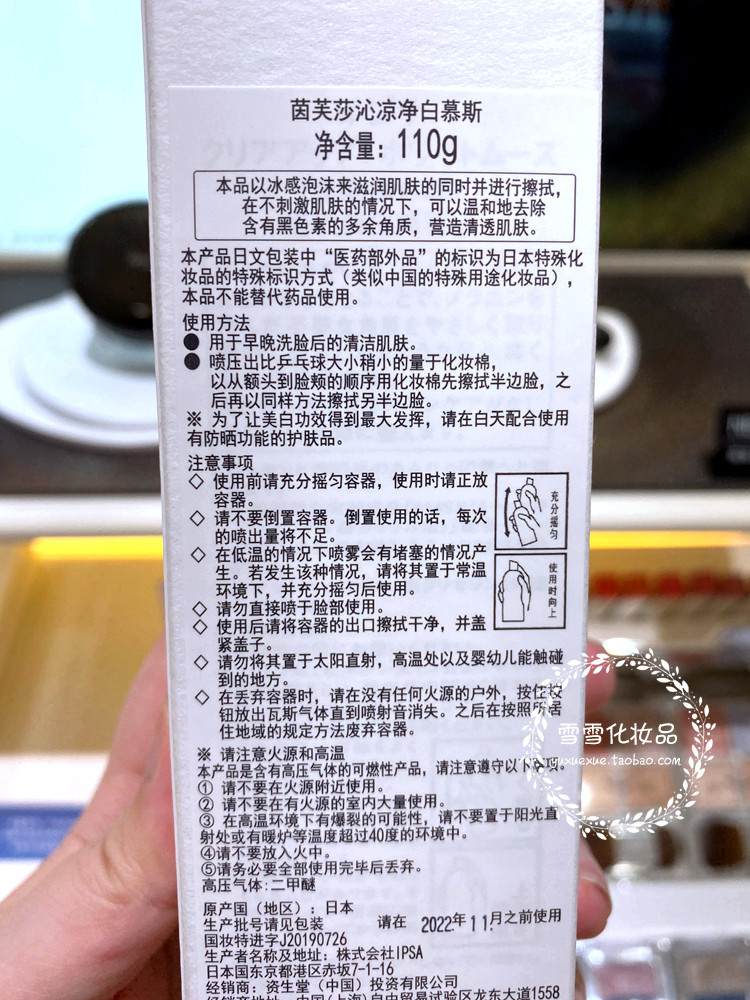 茵芙莎沁凉净白慕斯
净含量：110g
本品以冰感泡沫来滋润肌肤的同时并进行擦拭，
在不刺激肌肤的情况下，可以温和地去除
含有黑色素的多余角质，营造清透肌肤。
本产品日文包装中“医药部外品”的标识为日本特殊化
妆品的特殊标识方式（类似中国的特殊用途化妆品），
本品不能替代药品使用。
使用方法
● 用于早晚洗脸后的清洁肌肤。
● 喷压出比乒乓球大小稍小的量于化妆棉，
以从额头到脸颊的顺序用化妆棉先擦拭半边脸，之
后再以同样方法擦拭另半边脸。
※ 为了让美白功效得到最大发挥，请在白天配合使用
有防晒功能的护肤品。
注意事项
◇ 使用前请充分摇匀容器，使用时请正放
容器。
◇ 请不要倒置容器。倒置使用的话，每次
的喷出量将不足。
◇ 在低温的情况下喷雾会有堵塞的情况产
生。若发生该种情况，请将其置于常温
环境下，并充分摇匀后使用。
◇ 请勿直接喷于脸部使用。
◇ 使用后请将容器的出口擦拭干净，并盖
紧盖子。
充分摇匀
使用时向上
◇ 请勿将其置于太阳直射，高温处以及婴幼儿能触碰
到的地方。
◇ 在丢弃容器时，请在没有任何火源的户外，按住按
钮放出瓦斯气体直到喷射音消失。之后在按照所居
住地域的规定方法废弃容器。
※ 请注意火源和高温
本产品是含有高压气体的可燃性产品，请注意遵守以下事项。
① 请不要在火源附近使用。
② 请不要在有火源的室内大量使用。
③ 在高温环境下有爆裂的可能性，请不要置于阳光直
射处或有暖炉等温度超过40度的环境中。
④请不要放入火中。
⑤请务必要全部使用完毕后丢弃。
高压气体：二甲醚
原产国（地区）：日本
生产批号请见包装
请在 2022年11月之前使用
国妆特进字J20190726
生产者名称及地址：株式会社IPSA
日本国东京都港区赤坂7-1-16
经销商：资生堂（中国）投资有限公司
经销商地址：中国（上海）自由贸易试验区龙东大道1558
雪雪化妆品
yuxuexue.taobao.com